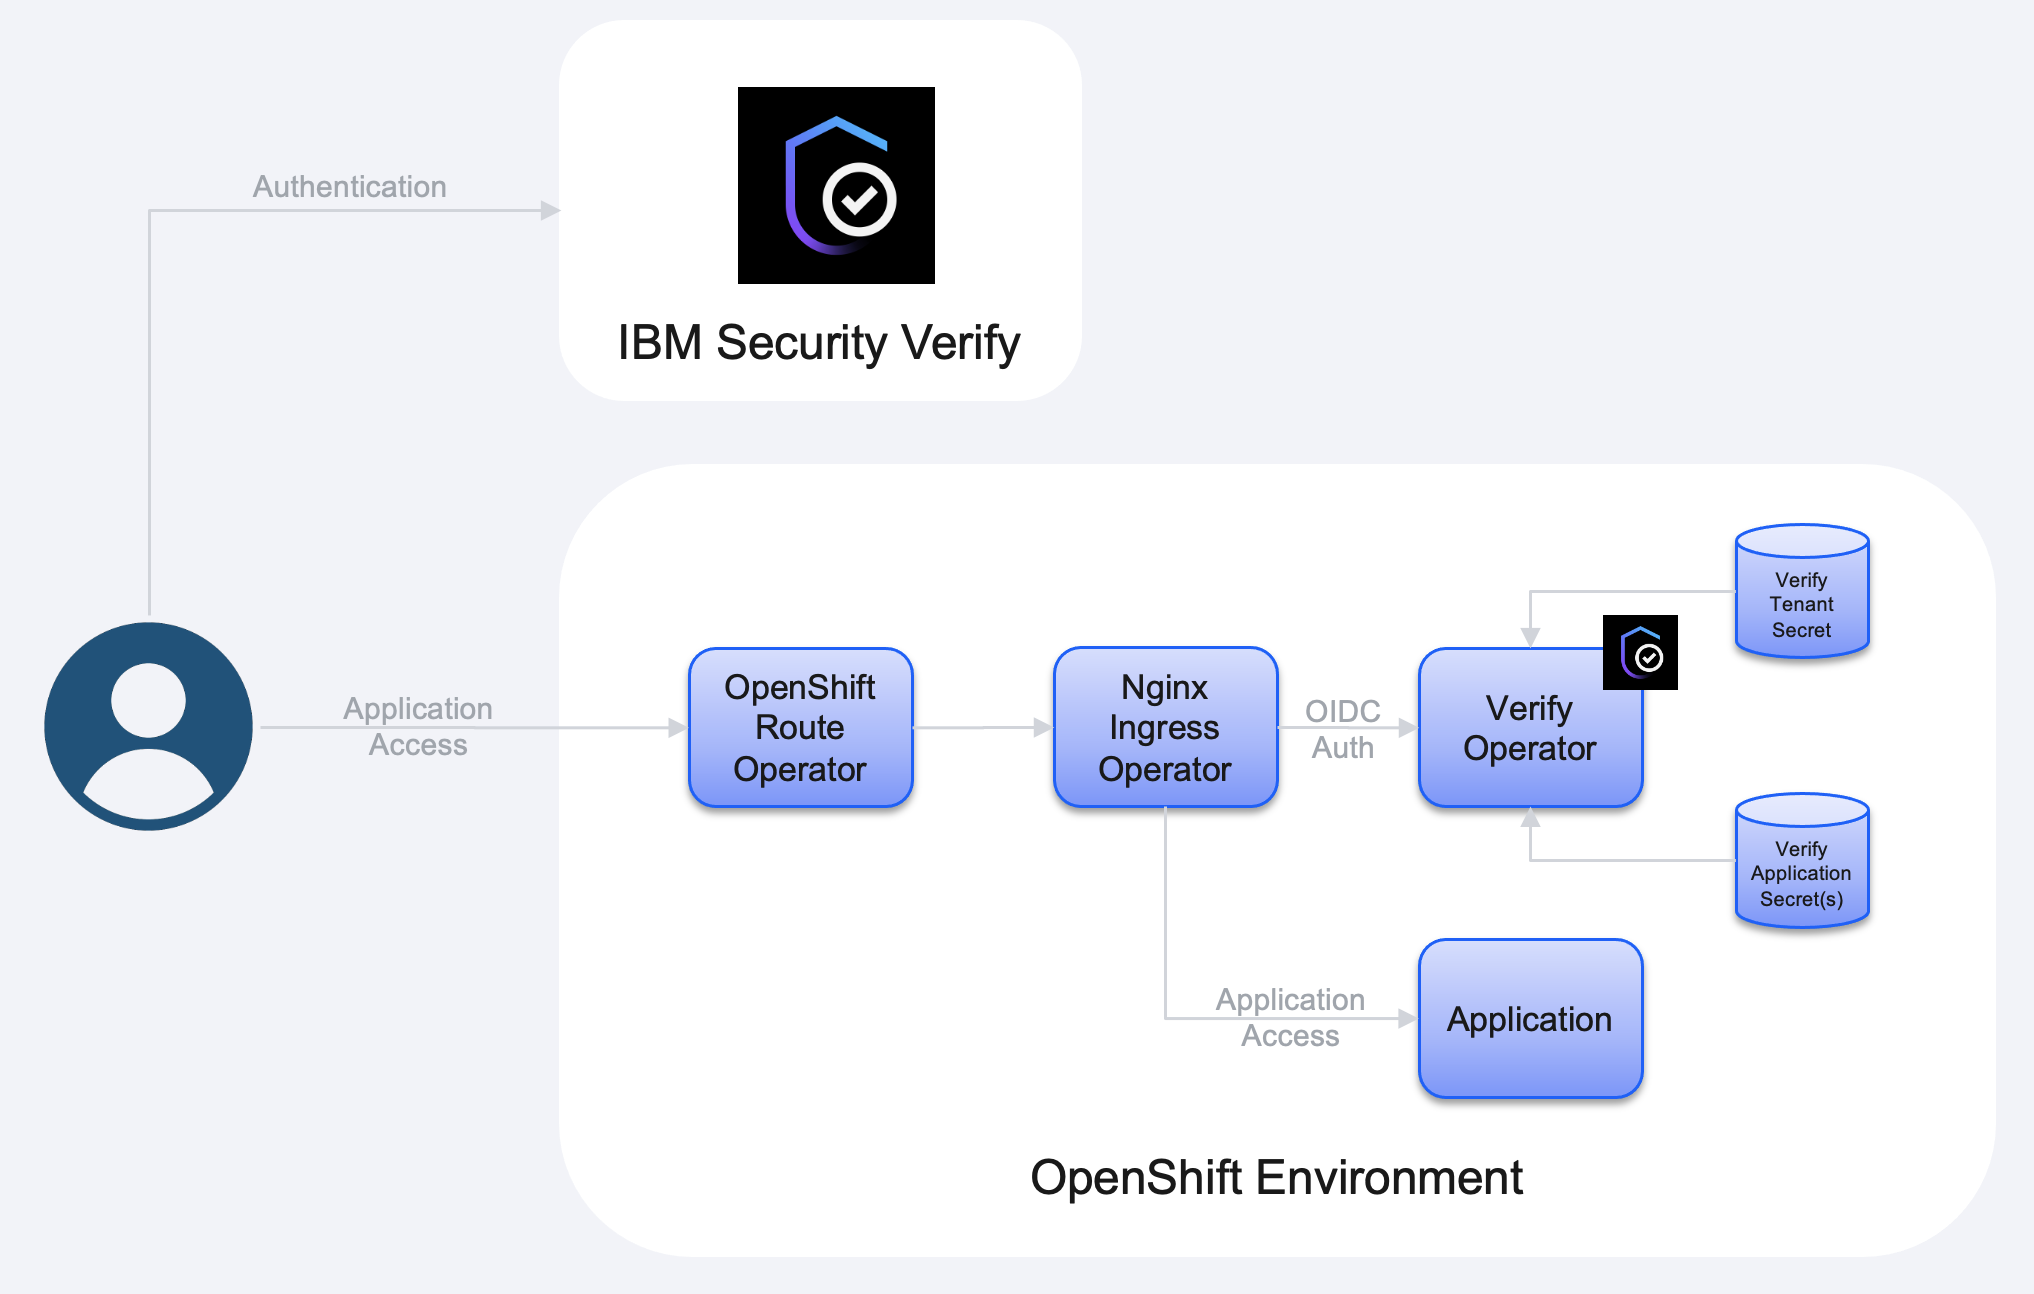 Authentication
IBM Security Verify
Application
Access
OpenShift
Route
Operator
Nginx
Ingress
Operator
OIDC
Auth
Verify
Operator
Verify
Tenant
Secret
Verify
Application
Secret(s)
Application
Access
Application
OpenShift Environment